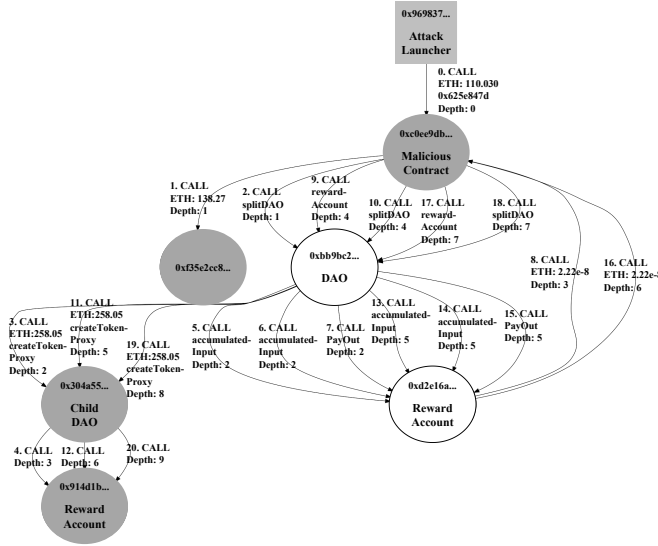 0x969837...
Attack
Launcher
0. CALL
ETH: 110.030
0x625e847d
Depth: 0
0xc0ee9db...
Malicious
Contract
1. CALL
ETH: 138.27
Depth: 1
2. CALL
splitDAO
Depth: 1
9. CALL
reward-
Account
Depth: 4
10. CALL
splitDAO
Depth: 4
17. CALL
reward-
Account
Depth: 7
18. CALL
splitDAO
Depth: 7
8. CALL
ETH: 2.22e-8
Depth: 3
16. CALL
ETH: 2.22e-8
Depth: 6
0xf35e2cc8...
0xbb9bc2...
DAO
3. CALL
ETH:258.05
createToken-
Proxy
Depth: 2
11. CALL
ETH:258.05
createToken-
Proxy
Depth: 5
19. CALL
ETH:258.05
createToken-
Proxy
Depth: 8
5. CALL
accumulated-
Input
Depth: 2
6. CALL
accumulated-
Input
Depth: 2
7. CALL
PayOut
Depth: 2
13. CALL
accumulated-
Input
Depth: 5
14. CALL
accumulated-
Input
Depth: 5
15. CALL
PayOut
Depth: 5
0x304a55...
Child
DAO
0xd2e16a...
Reward
Account
4. CALL
Depth: 3
12. CALL
Depth: 6
20. CALL
Depth: 9
0x914d1b...
Reward
Account